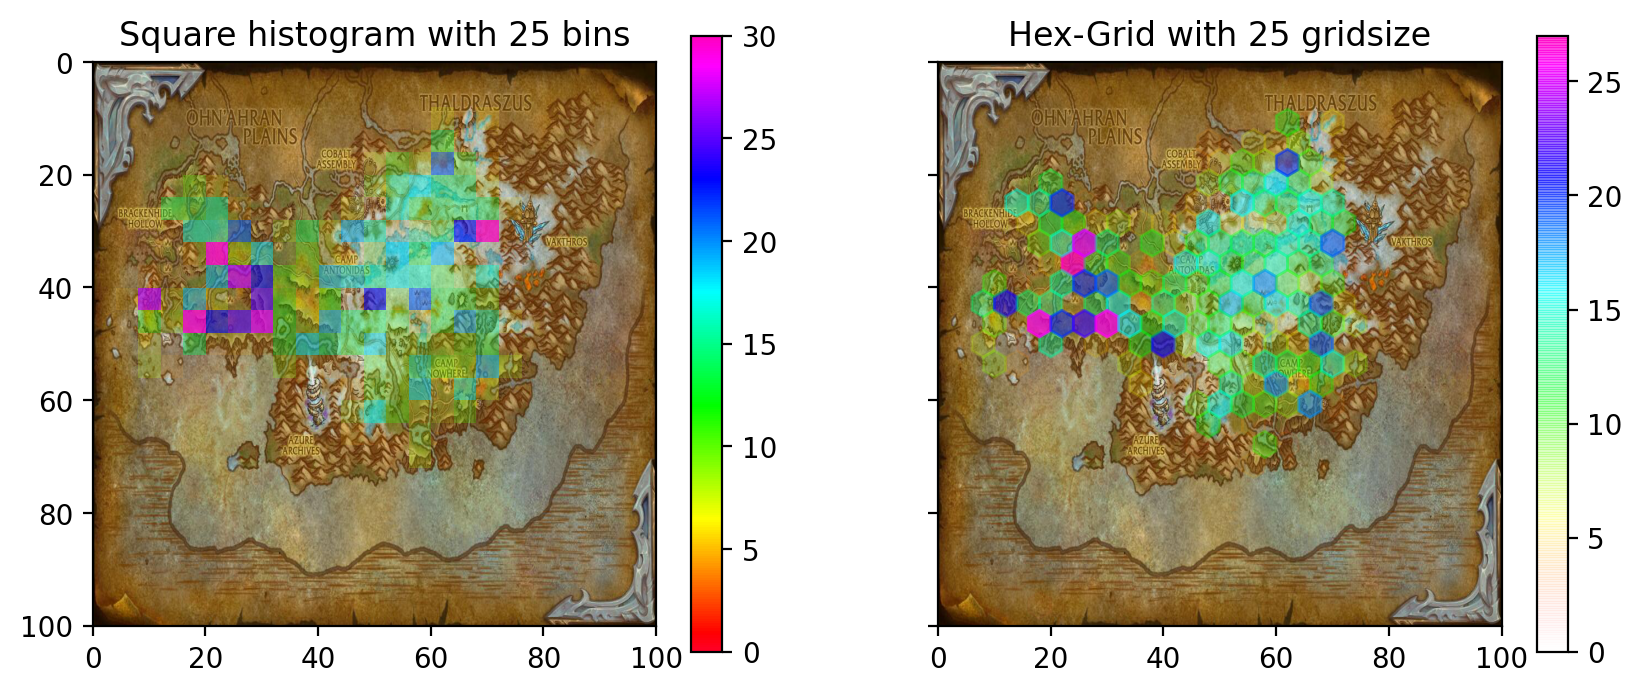 Square histogram with 25 bins
0
20
40
60
80
100
0
20
40
60
80
100
OHN'AHRAN
PLAINS
THALDRASZUS
COBALT
ASSEMBLY
BRACKENHIDE
HOLLOW
VAKTHROS
CAMP
ANTONIDAS
CAMP
NOWHERE
AZURE
ARCHIVES
30
25
20
15
10
5
0
Hex-Grid with 25 gridsize
0
20
40
60
80
100
OHN'AHRAN
PLAINS
THALDRASZUS
COBALT
ASSEMBLY
BRACKENHIDE
HOLLOW
VAKTHROS
CAMP
ANTONIDAS
CAMP
NOWHERE
AZURE
ARCHIVES
25
20
15
10
5
0